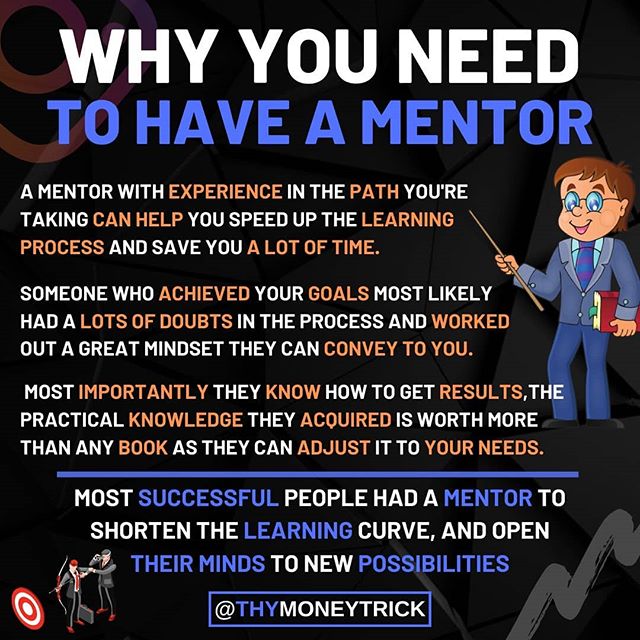 WHY YOU NEED
TO HAVE A MENTOR
A MENTOR WITH EXPERIENCE IN THE PATH YOU'RE
TAKING CAN HELP YOU SPEED UP THE LEARNING
PROCESS AND SAVE YOU A LOT OF TIME.
SOMEONE WHO ACHIEVED YOUR GOALS MOST LIKELY
HAD A LOTS OF DOUBTS IN THE PROCESS AND WORKED
OUT A GREAT MINDSET THEY CAN CONVEY TO YOU.
MOST IMPORTANTLY THEY KNOW HOW TO GET RESULTS,THE
PRACTICAL KNOWLEDGE THEY ACQUIRED IS WORTH MORE
THAN ANY BOOK AS THEY CAN ADJUST IT TO YOUR NEEDS.
MOST SUCCESSFUL PEOPLE HAD A MENTOR TO
SHORTEN THE LEARNING CURVE, AND OPEN
THEIR MINDS TO NEW POSSIBILITIES
@THYMONEYTRICK